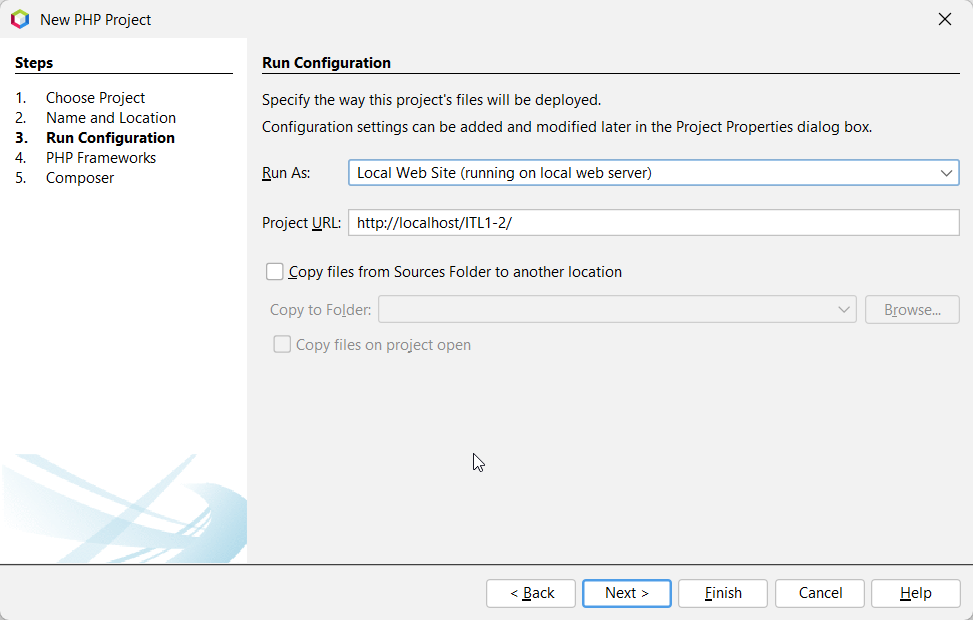 New PHP Project
Steps
1. Choose Project
2. Name and Location
3. Run Configuration
4. PHP Frameworks
5. Composer
Run Configuration
Specify the way this project's files will be deployed.
Configuration settings can be added and modified later in the Project Properties dialog box.
Run As: Local Web Site (running on local web server)
Project URL: http://localhost/ITL1-2/
Copy files from Sources Folder to another location
Copy to Folder: Browse...
Copy files on project open
< Back Next > Finish Cancel Help